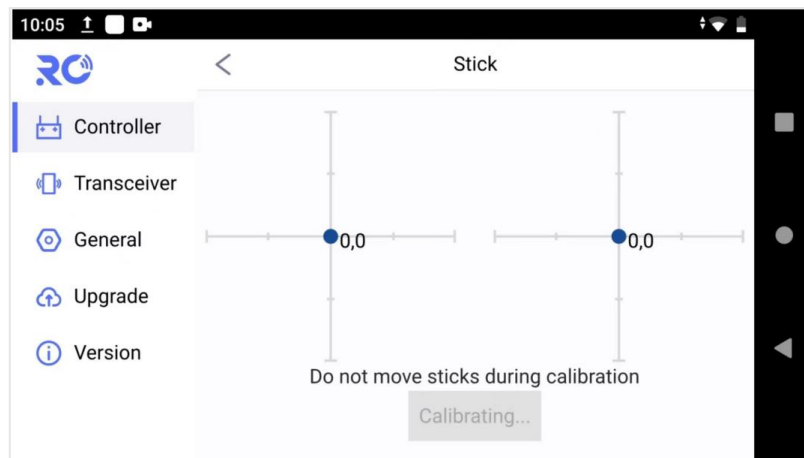 10:05
RC
Stick
Controller
Transceiver
General
Upgrade
Version
0,0
0,0
Do not move sticks during calibration
Calibrating...